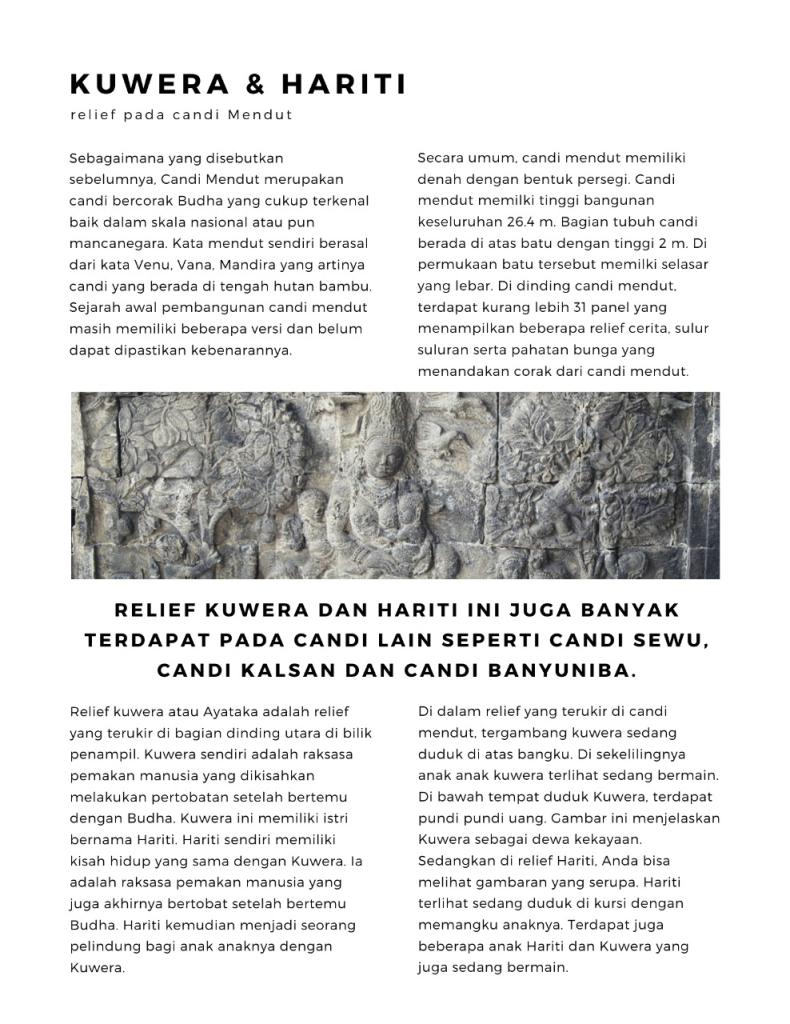 KUWERA & HARITI
relief pada candi Mendut
Sebagaimana yang disebutkan
sebelumnya, Candi Mendut merupakan
candi bercorak Budha yang cukup terkenal
baik dalam skala nasional atau pun
mancanegara. Kata mendut sendiri berasal
dari kata Venu, Vana, Mandira yang artinya
candi yang berada di tengah hutan bambu.
Sejarah awal pembangunan candi mendut
masih memiliki beberapa versi dan belum
dapat dipastikan kebenarannya.
Secara umum, candi mendut memiliki
denah dengan bentuk persegi. Candi
mendut memilki tinggi bangunan
keseluruhan 26.4 m. Bagian tubuh candi
berada di atas batu dengan tinggi 2 m. Di
permukaan batu tersebut memilki selasar
yang lebar. Di dinding candi mendut,
terdapat kurang lebih 31 panel yang
menampilkan beberapa relief cerita, sulur
suluran serta pahatan bunga yang
menandakan corak dari candi mendut.
RELIEF KUWERA DAN HARITI INI JUGA BANYAK
TERDAPAT PADA CANDI LAIN SEPERTI CANDI SEWU,
CANDI KALSAN DAN CANDI BANYUNIBA.
Relief kuwera atau Ayataka adalah relief
yang terukir di bagian dinding utara di bilik
penampil. Kuwera sendiri adalah raksasa
pemakan manusia yang dikisahkan
melakukan pertobatan setelah bertemu
dengan Budha. Kuwera ini memiliki istri
bernama Hariti. Hariti sendiri memiliki
kisah hidup yang sama dengan Kuwera. Ia
adalah raksasa pemakan manusia yang
juga akhirnya bertobat setelah bertemu
Budha. Hariti kemudian menjadi seorang
pelindung bagi anak anaknya dengan
Kuwera.
Di dalam relief yang terukir di candi
mendut, tergambang kuwera sedang
duduk di atas bangku. Di sekelilingnya
anak anak kuwera terlihat sedang bermain.
Di bawah tempat duduk Kuwera, terdapat
pundi pundi uang. Gambar ini menjelaskan
Kuwera sebagai dewa kekayaan.
Sedangkan di relief Hariti, Anda bisa
melihat gambaran yang serupa. Hariti
terlihat sedang duduk di kursi dengan
memangku anaknya. Terdapat juga
beberapa anak Hariti dan Kuwera yang
juga sedang bermain.